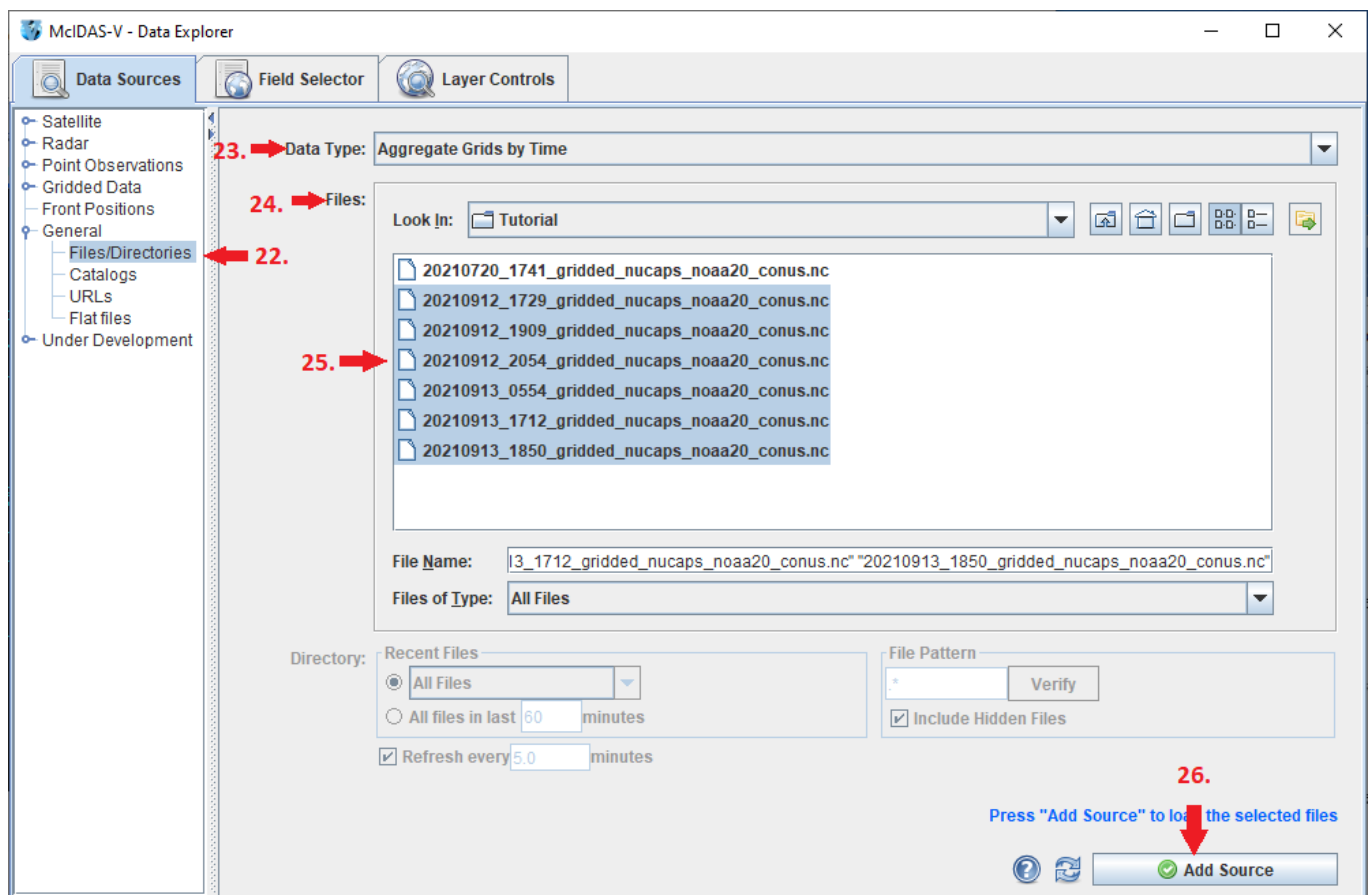 McIDAS-V - Data Explorer
Data Sources
Field Selector
Layer Controls
Satellite
Radar
Point Observations
Gridded Data
Front Positions
General
Files/Directories
Catalogs
URLs
Flat files
Under Development
22.
23.
Data Type: Aggregate Grids by Time
24.
Files:
Look In: Tutorial
20210720_1741_gridded_nucaps_noaa20_conus.nc
20210912_1729_gridded_nucaps_noaa20_conus.nc
20210912_1909_gridded_nucaps_noaa20_conus.nc
25.
20210912_2054_gridded_nucaps_noaa20_conus.nc
20210913_0554_gridded_nucaps_noaa20_conus.nc
20210913_1712_gridded_nucaps_noaa20_conus.nc
20210913_1850_gridded_nucaps_noaa20_conus.nc
File Name: 3_1712_gridded_nucaps_noaa20_conus.nc" "20210913_1850_gridded_nucaps_noaa20_conus.nc"
Files of Type: All Files
Directory:
Recent Files
All Files
All files in last 60 minutes
File Pattern
.* Verify
Include Hidden Files
Refresh every 5.0 minutes
26.
Press "Add Source" to load the selected files
Add Source